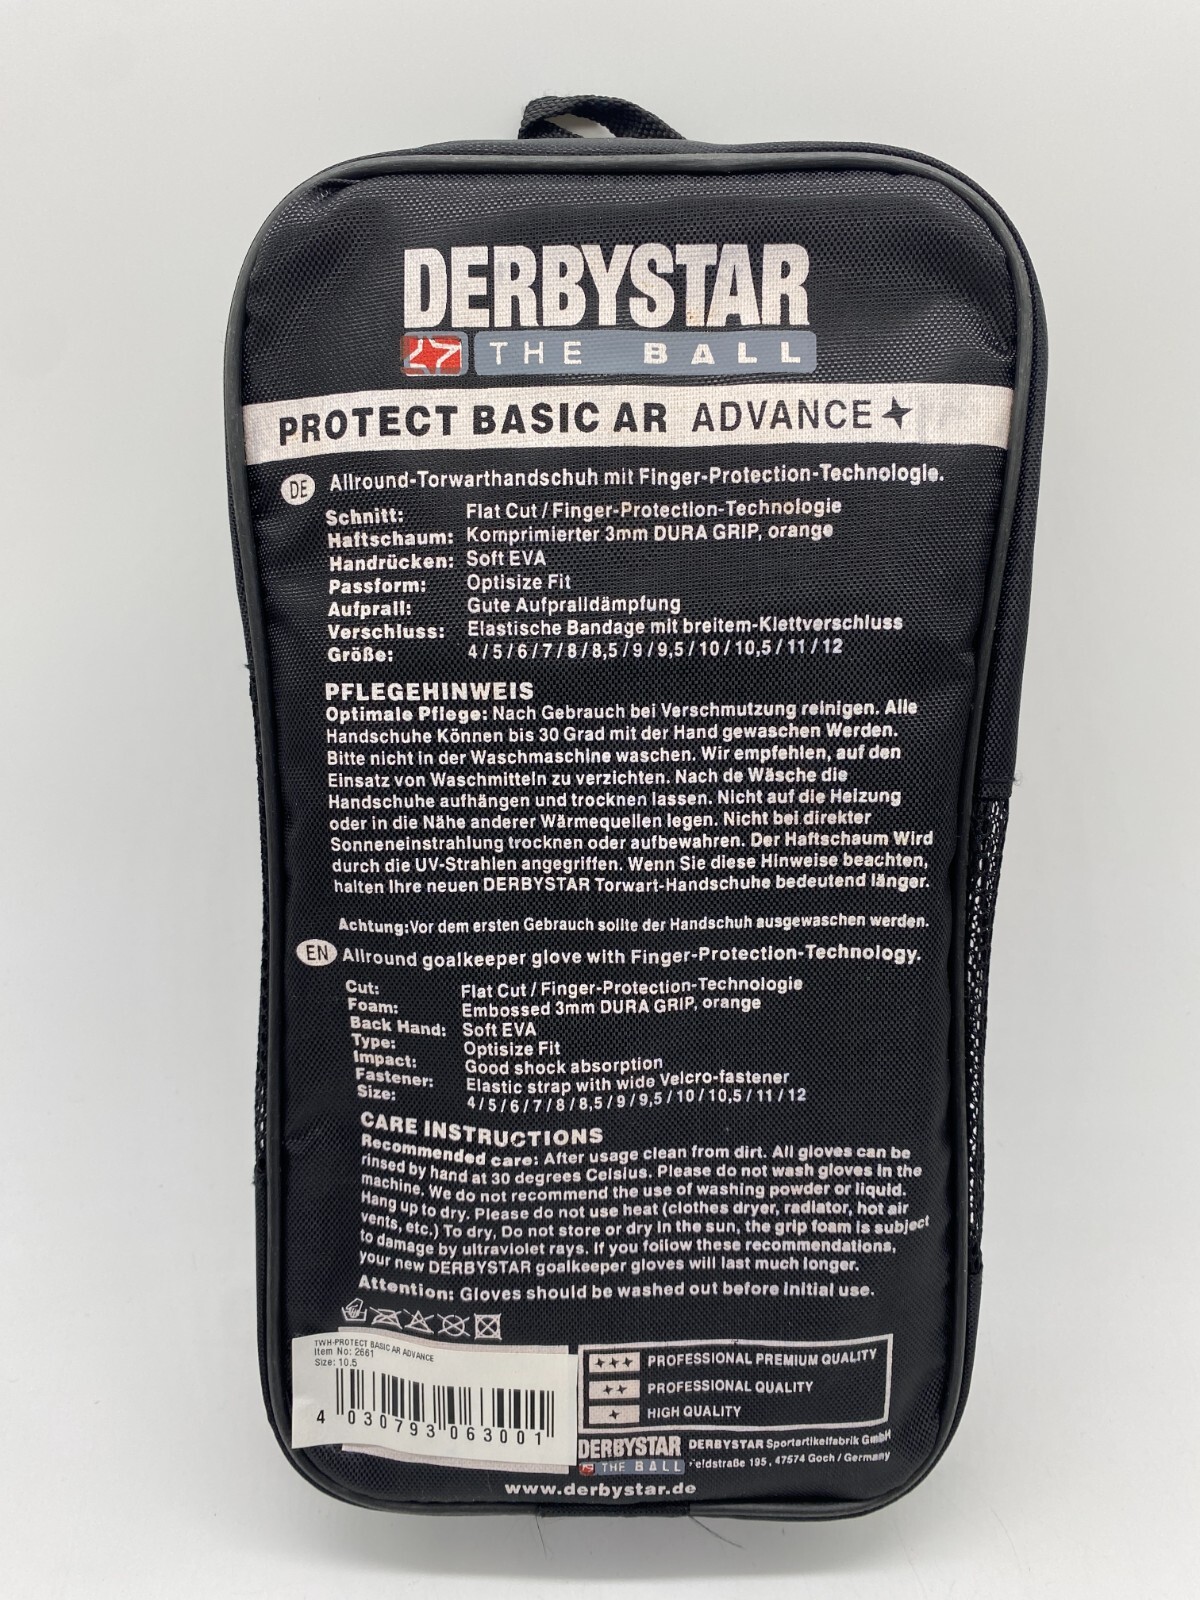 DERBYSTAR
THE BALL
PROTECT BASIC AR ADVANCE
DE Allround-Torwarthandschuh mit Finger-Protection-Technologie.
Schnitt: Flat Cut / Finger-Protection-Technologie
Haftschaum: Komprimierter 3mm DURA GRIP, orange
Handrücken: Soft EVA
Passform: Optisize Fit
Aufprall: Gute Aufpralldämpfung
Verschluss: Elastische Bandage mit breitem-Klettverschluss
Größe: 4 / 5 / 6 / 7 / 8 / 8,5 / 9 / 9,5 / 10 / 10,5 / 11 / 12
PFLEGEHINWEIS
Optimale Pflege: Nach Gebrauch bei Verschmutzung reinigen. Alle
Handschuhe Können bis 30 Grad mit der Hand gewaschen Werden.
Bitte nicht in der Waschmaschine waschen. Wir empfehlen, auf den
Einsatz von Waschmitteln zu verzichten. Nach de Wäsche die
Handschuhe aufhängen und trocknen lassen. Nicht auf die Heizung
oder in die Nähe anderer Wärmequellen legen. Nicht bei direkter
Sonneneinstrahlung trocknen oder aufbewahren. Der Haftschaum Wird
durch die UV-Strahlen angegriffen. Wenn Sie diese Hinweise beachten,
halten Ihre neuen DERBYSTAR Torwart-Handschuhe bedeutend länger.
Achtung:Vor dem ersten Gebrauch sollte der Handschuh ausgewaschen werden.
EN Allround goalkeeper glove with Finger-Protection-Technology.
Cut: Flat Cut / Finger-Protection-Technologie
Foam: Embossed 3mm DURA GRIP, orange
Back Hand: Soft EVA
Type: Optisize Fit
Impact: Good shock absorption
Fastener: Elastic strap with wide Velcro-fastener
Size: 4 / 5 / 6 / 7 / 8 / 8,5 / 9 / 9,5 / 10 / 10,5 / 11 / 12
CARE INSTRUCTIONS
Recommended care: After usage clean from dirt. All gloves can be
rinsed by hand at 30 degrees Celsius. Please do not wash gloves in the
machine. We do not recommend the use of washing powder or liquid.
Hang up to dry. Please do not use heat (clothes dryer, radiator, hot air
vents, etc.) To dry, Do not store or dry in the sun, the grip foam is subject
to damage by ultraviolet rays. If you follow these recommendations,
your new DERBYSTAR goalkeeper gloves will last much longer.
Attention: Gloves should be washed out before initial use.
TWH-PROTECT BASIC AR ADVANCE
Item No: 2661
Size: 10.5
4 030793 063001
PROFESSIONAL PREMIUM QUALITY
PROFESSIONAL QUALITY
HIGH QUALITY
DERBYSTAR
THE BALL
DERBYSTAR Sportartikelfabrik GmbH
195, 47574 Goch / Germany
www.derbystar.de